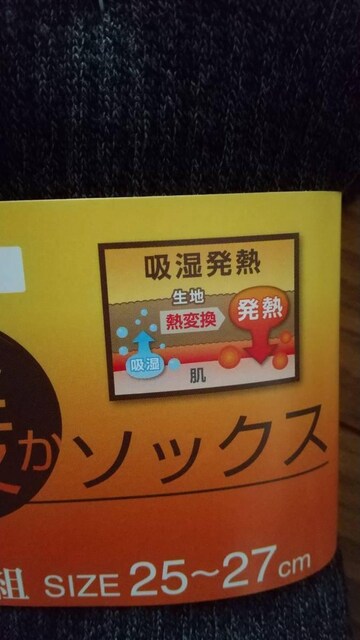 吸湿発熱
生地
熱変換
発熱
吸湿
肌
かソックス
組 SIZE 25~27cm